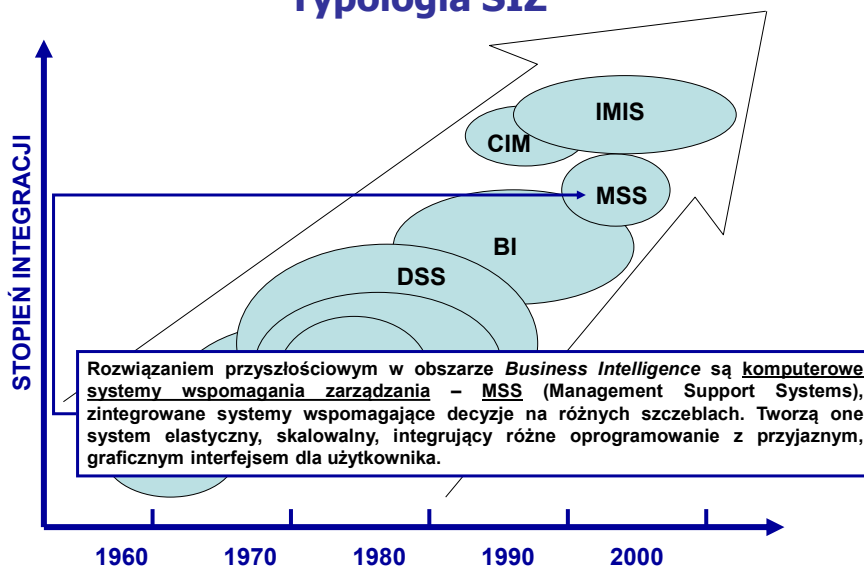 Typologia SIZ
STOPIEŃ INTEGRACJI
IMIS
CIM
MSS
BI
DSS
Rozwiązaniem przyszłościowym w obszarze Business Intelligence są komputerowe
systemy wspomagania zarządzania – MSS (Management Support Systems),
zintegrowane systemy wspomagające decyzje na różnych szczeblach. Tworzą one
system elastyczny, skalowalny, integrujący różne oprogramowanie z przyjaznym,
graficznym interfejsem dla użytkownika.
1960 1970 1980 1990 2000